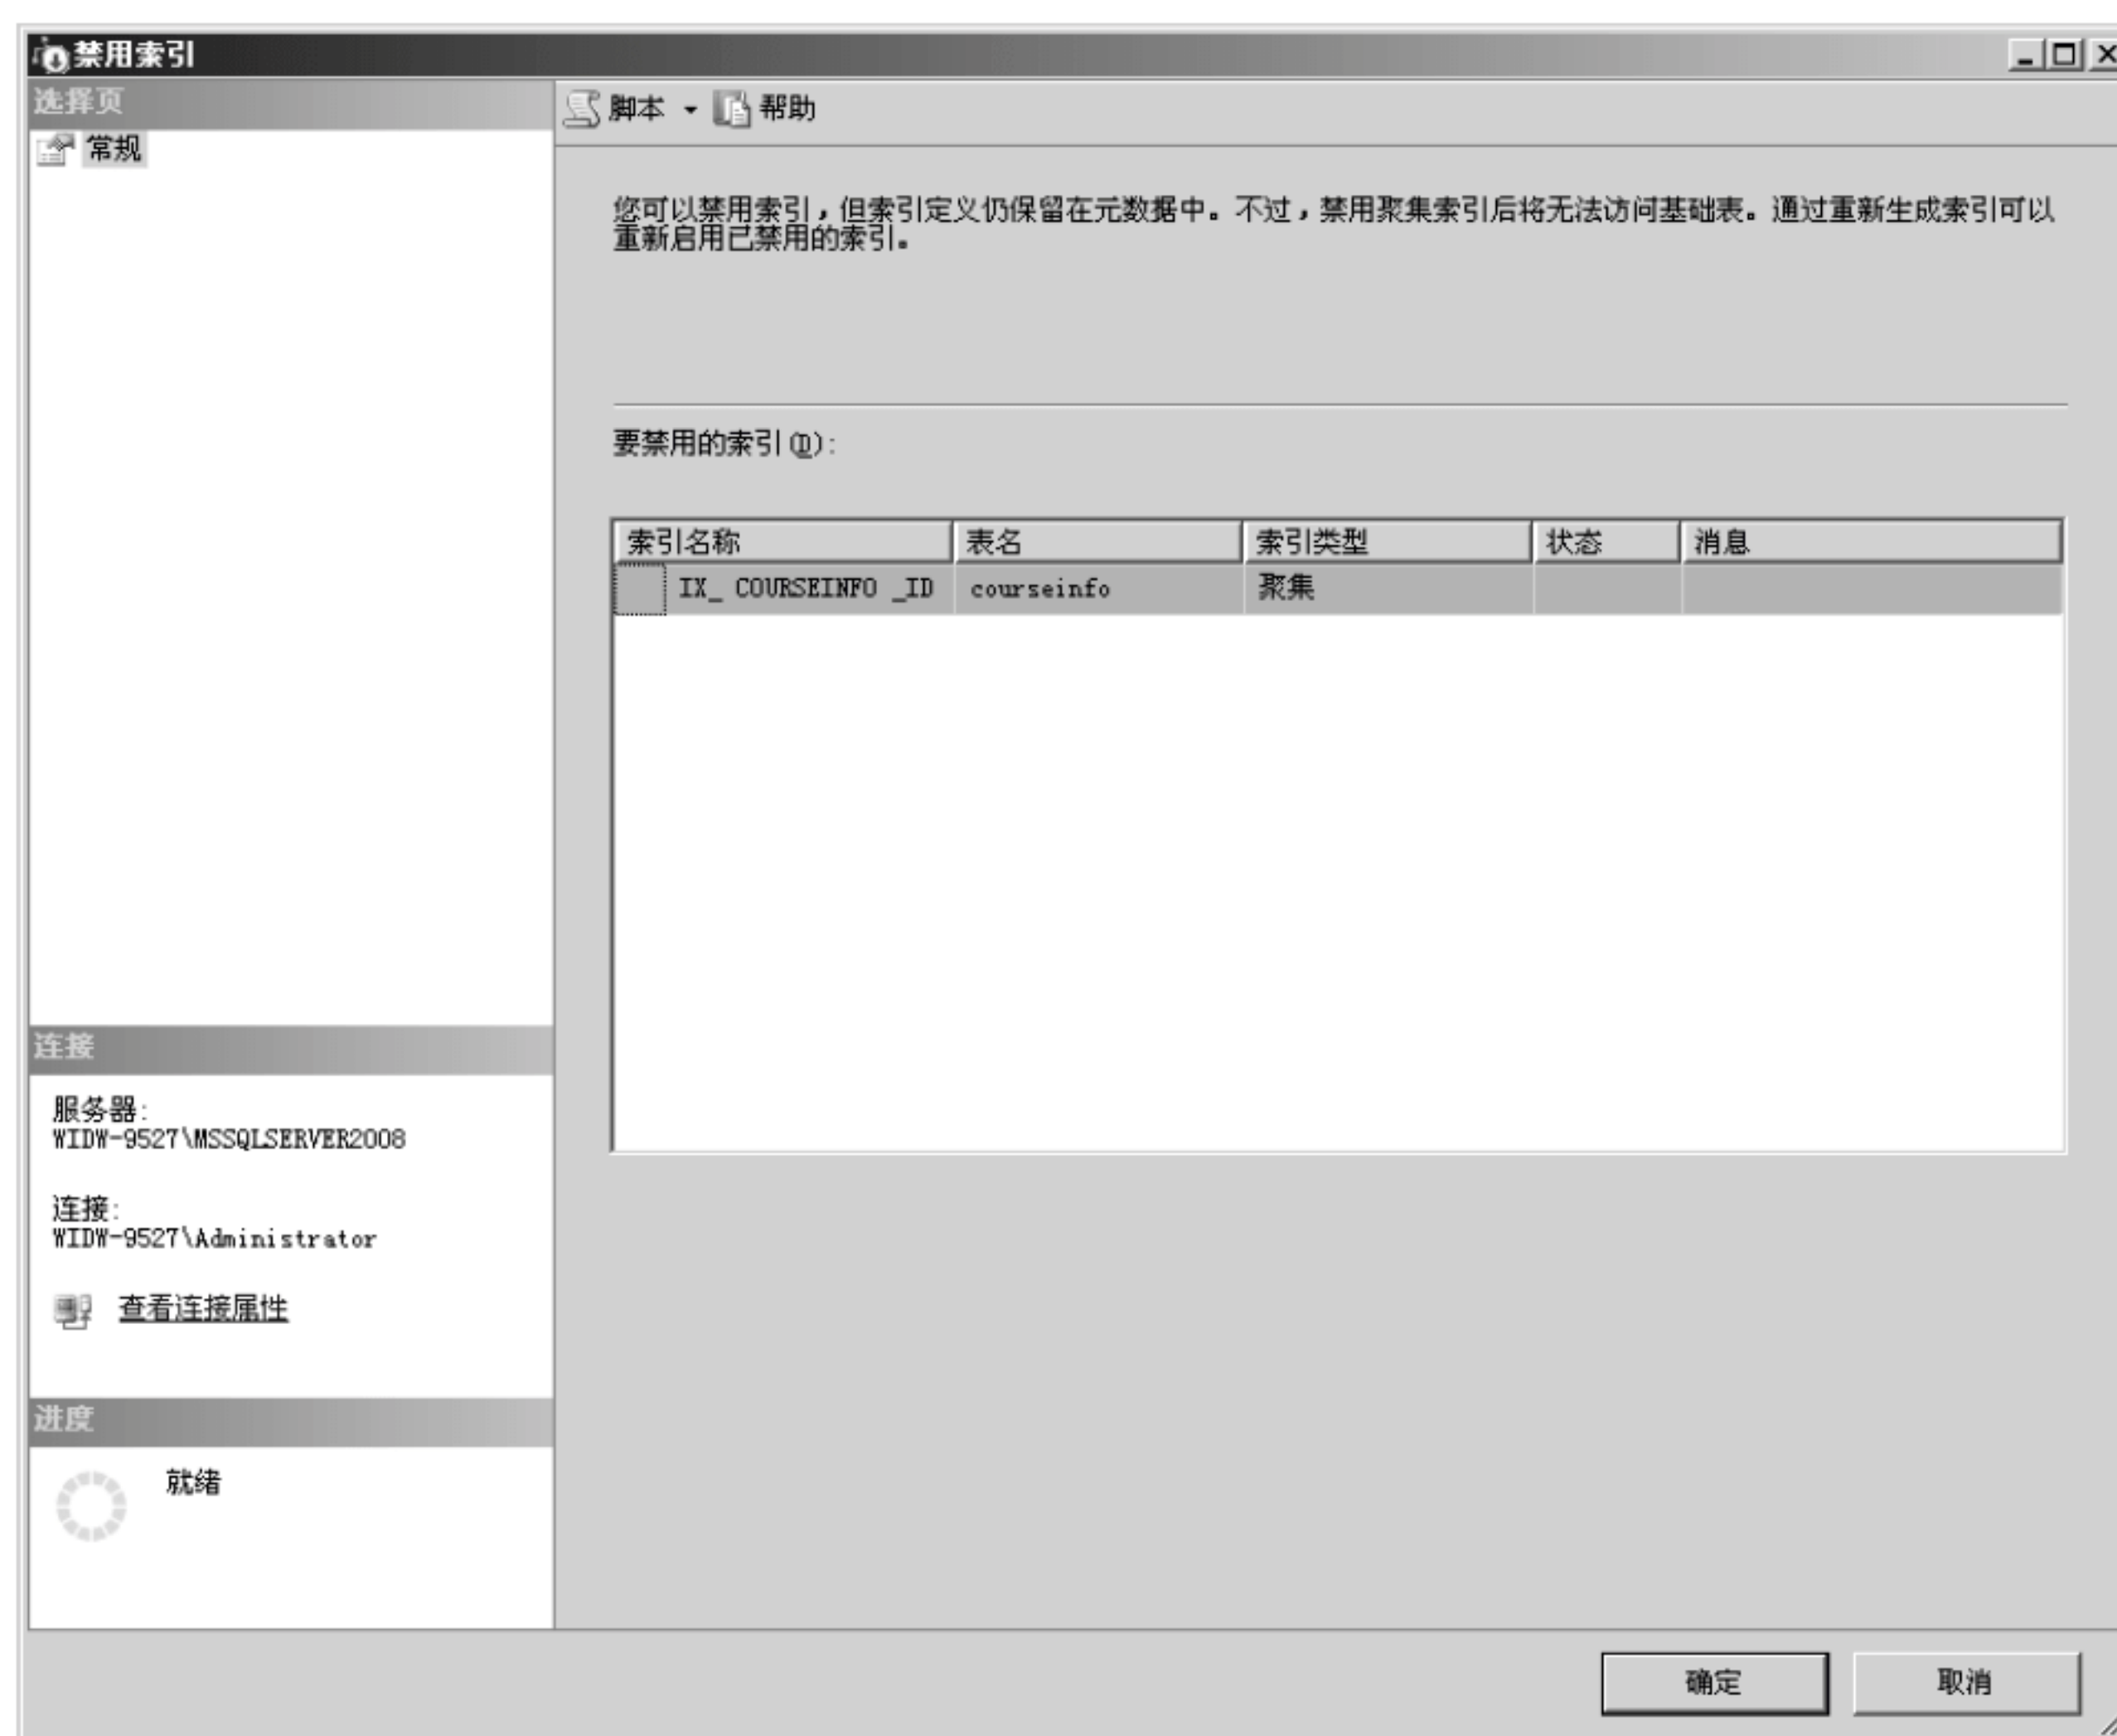 禁用索引
选择页
常规
脚本 帮助
您可以禁用索引，但索引定义仍保留在元数据中。不过，禁用聚集索引后将无法访问基础表。通过重新生成索引可以
重新启用已禁用的索引。
要禁用的索引(D):
索引名称 表名 索引类型 状态 消息
IX_ COURSEINFO _ID courseinfo 聚集
连接
服务器:
WIDW-9527\MSSQLSERVER2008
连接:
WIDW-9527\Administrator
查看连接属性
进度
就绪
确定 取消